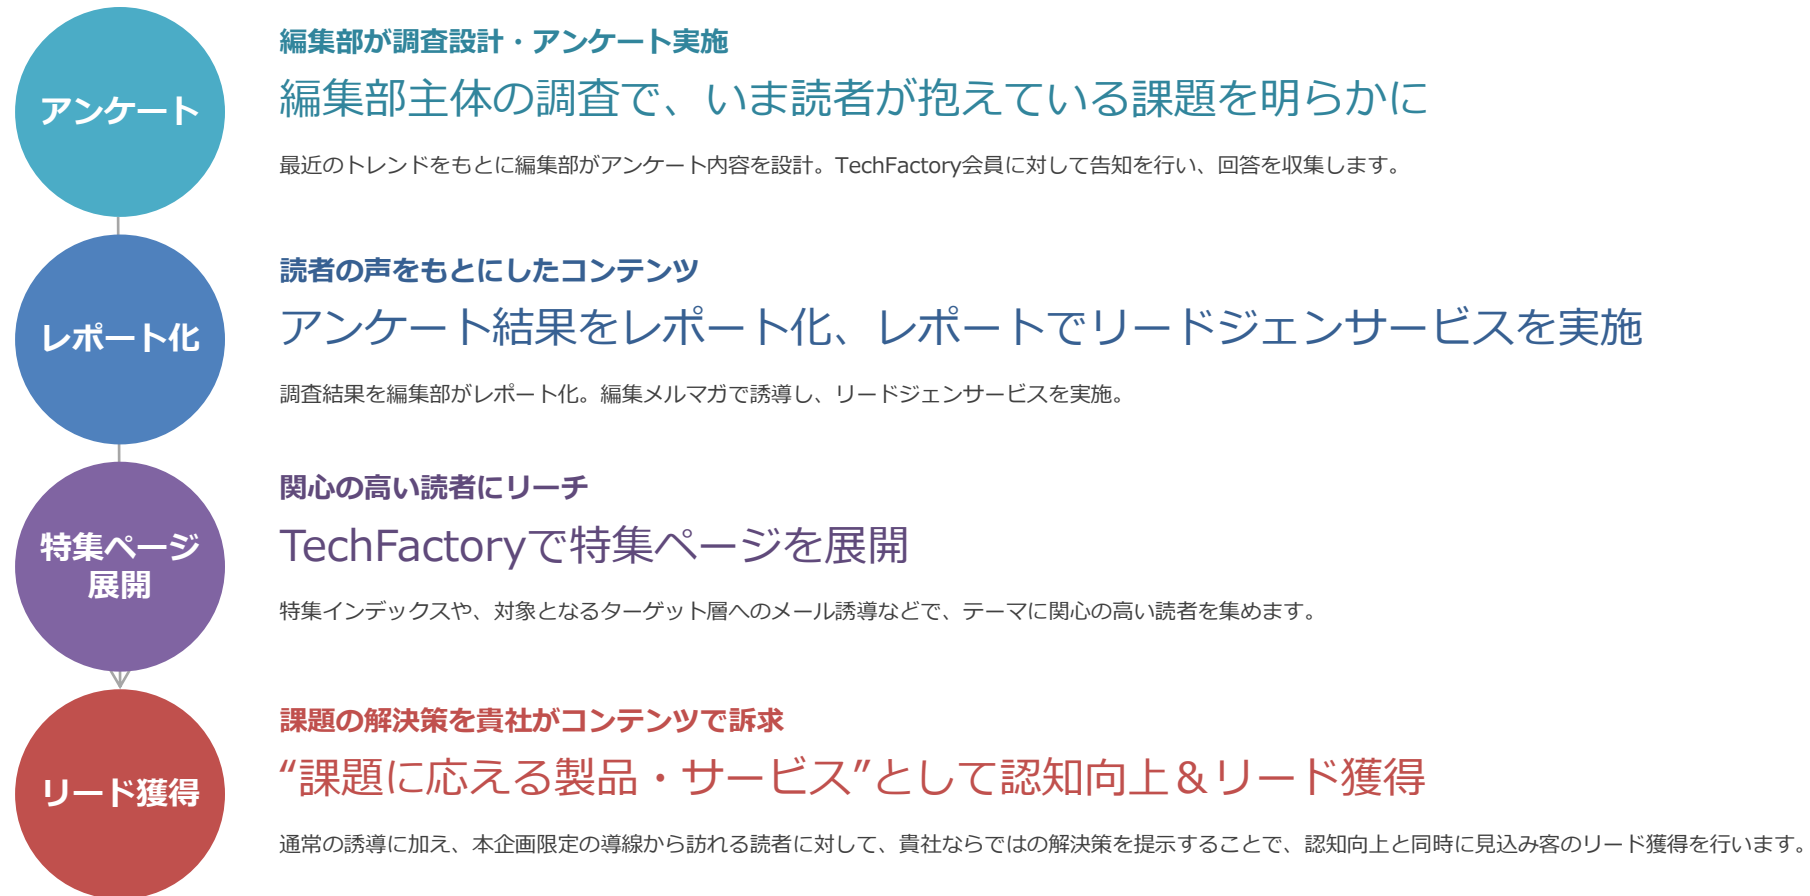 アンケート
編集部が調査設計・アンケート実施
編集部主体の調査で、いま読者が抱えている課題を明らかに
最近のトレンドをもとに編集部がアンケート内容を設計。TechFactory会員に対して告知を行い、回答を収集します。
レポート化
読者の声をもとにしたコンテンツ
アンケート結果をレポート化、レポートでリードジェンサービスを実施
調査結果を編集部がレポート化。編集メルマガで誘導し、リードジェンサービスを実施。
特集ページ
展開
関心の高い読者にリーチ
TechFactoryで特集ページを展開
特集インデックスや、対象となるターゲット層へのメール誘導などで、テーマに関心の高い読者を集めます。
リード獲得
課題の解決策を貴社がコンテンツで訴求
“課題に応える製品・サービス”として認知向上＆リード獲得
通常の誘導に加え、本企画限定の導線から訪れる読者に対して、貴社ならではの解決策を提示することで、認知向上と同時に見込み客のリード獲得を行います。